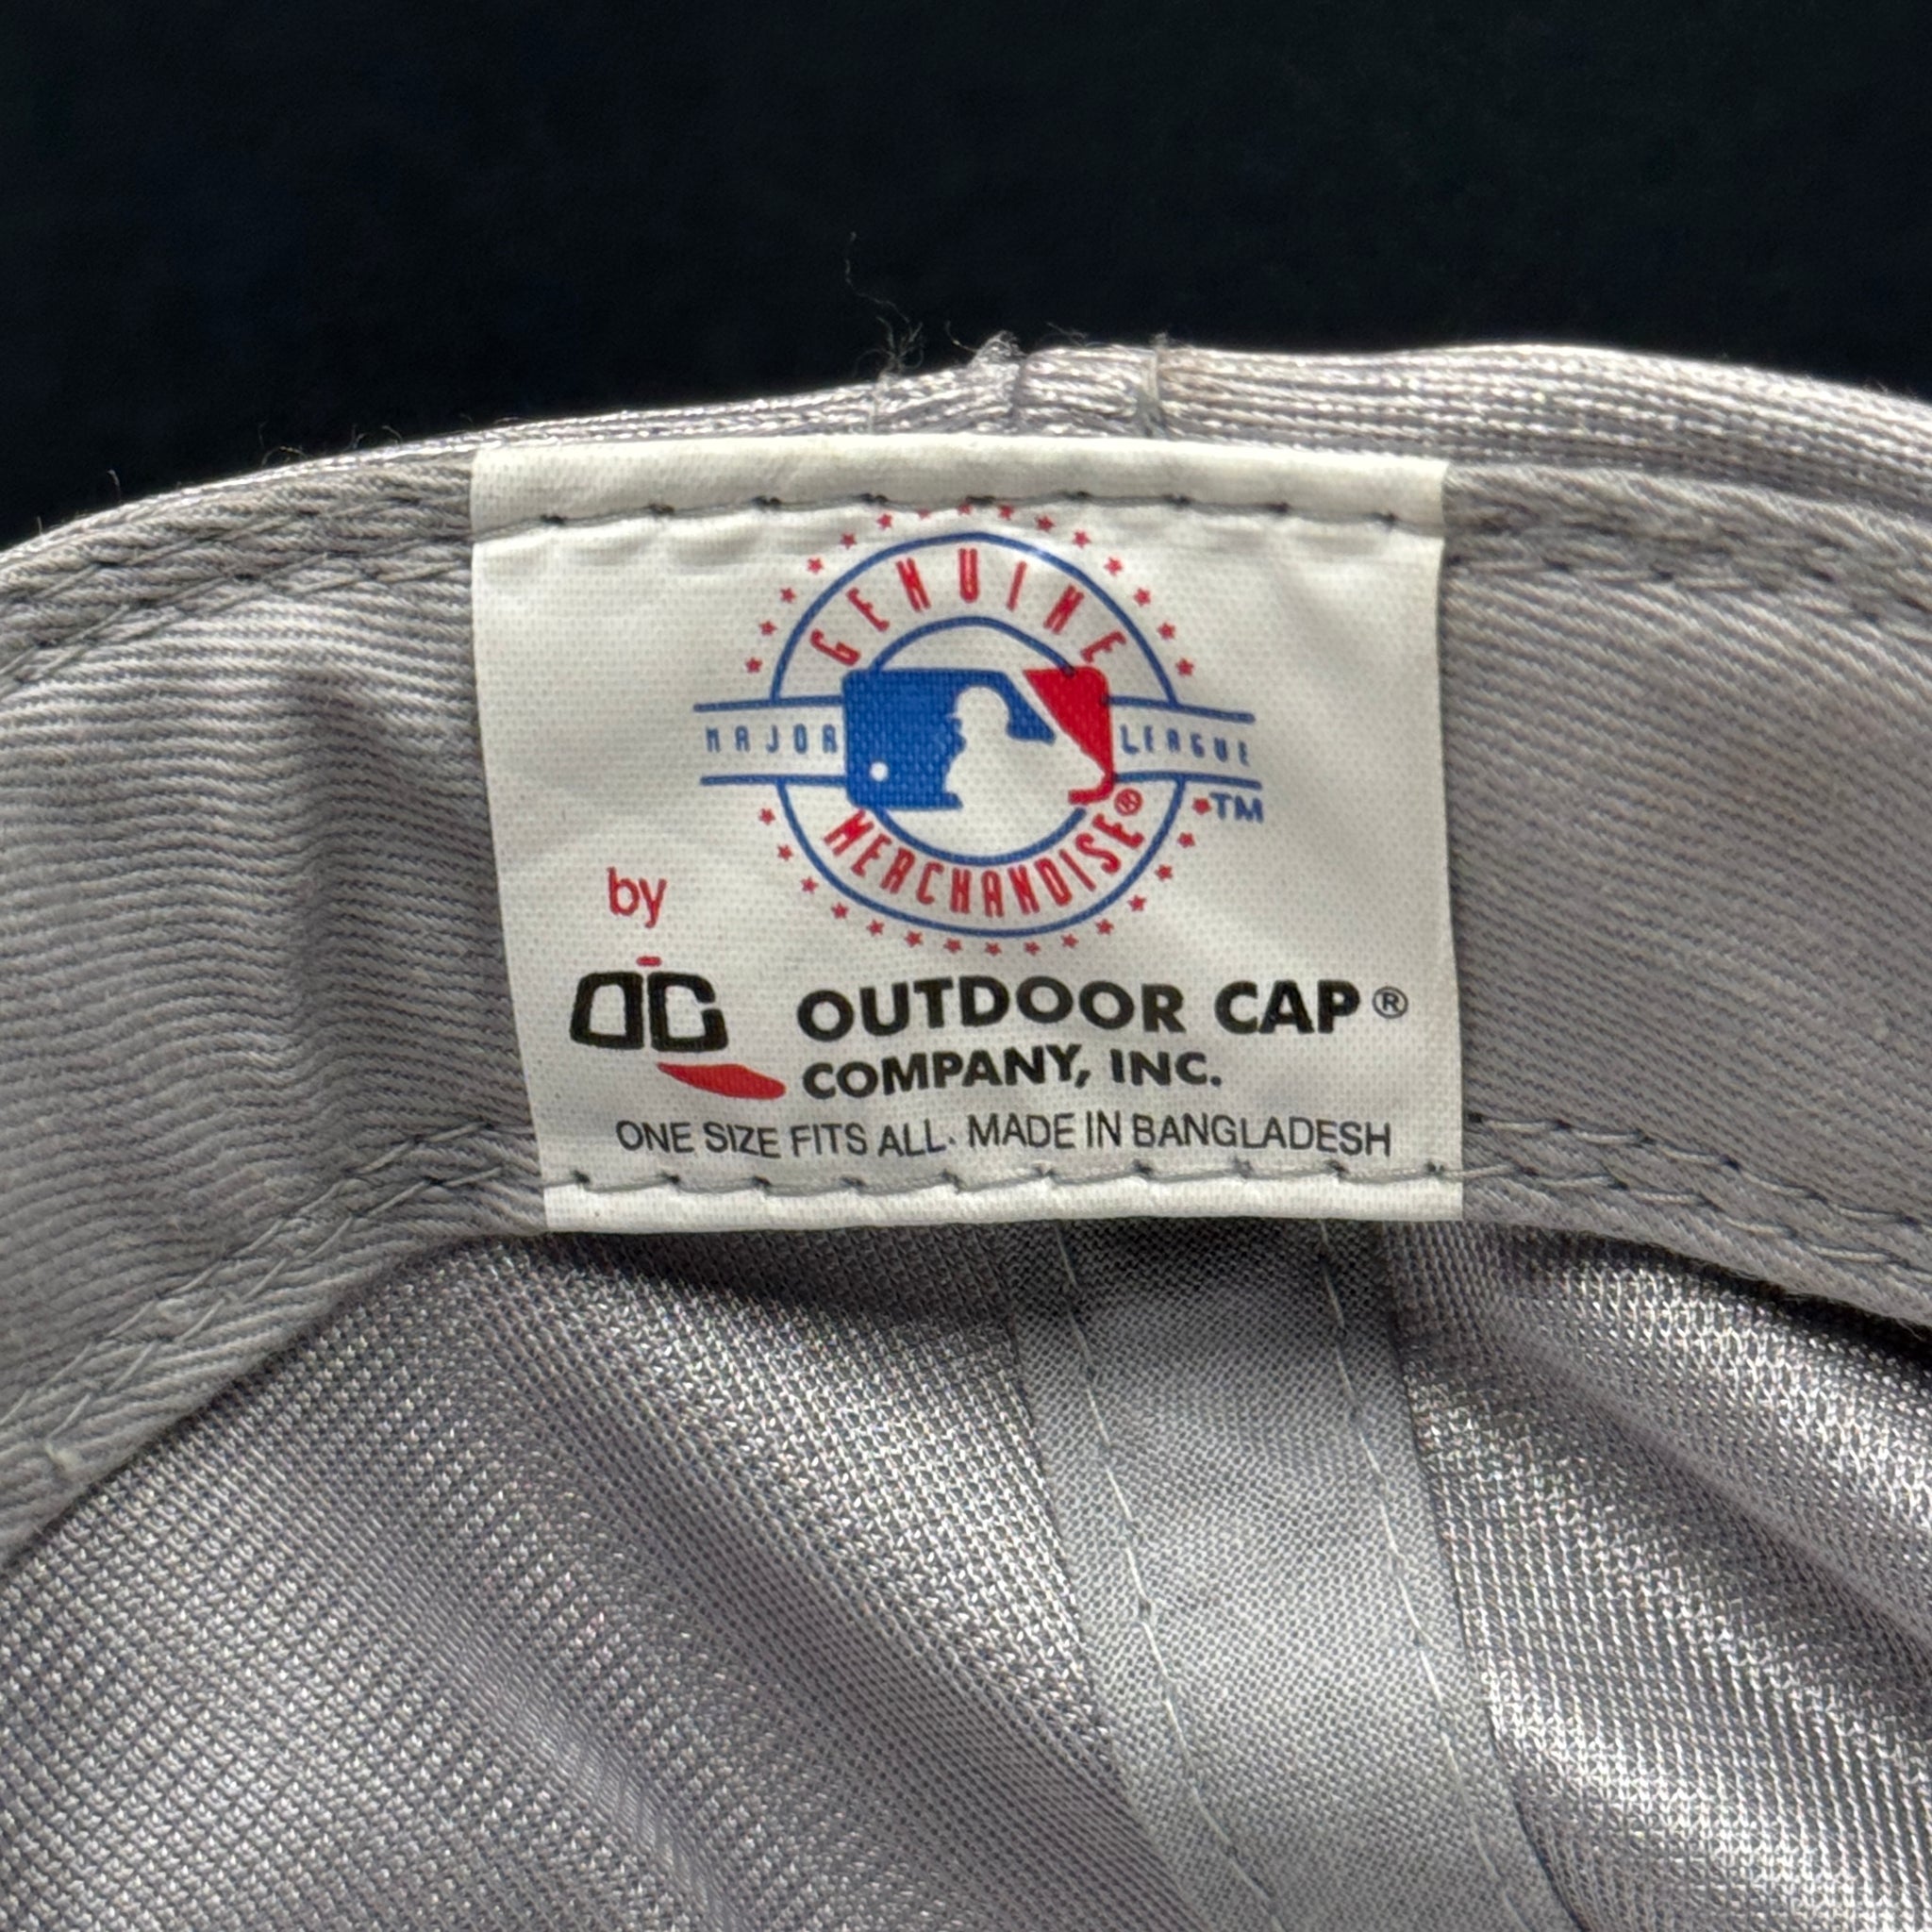 GENUINE
MAJOR LEAGUE
MERCHANDISE®
TM
by
OC OUTDOOR CAP®
COMPANY, INC.
ONE SIZE FITS ALL. MADE IN BANGLADESH